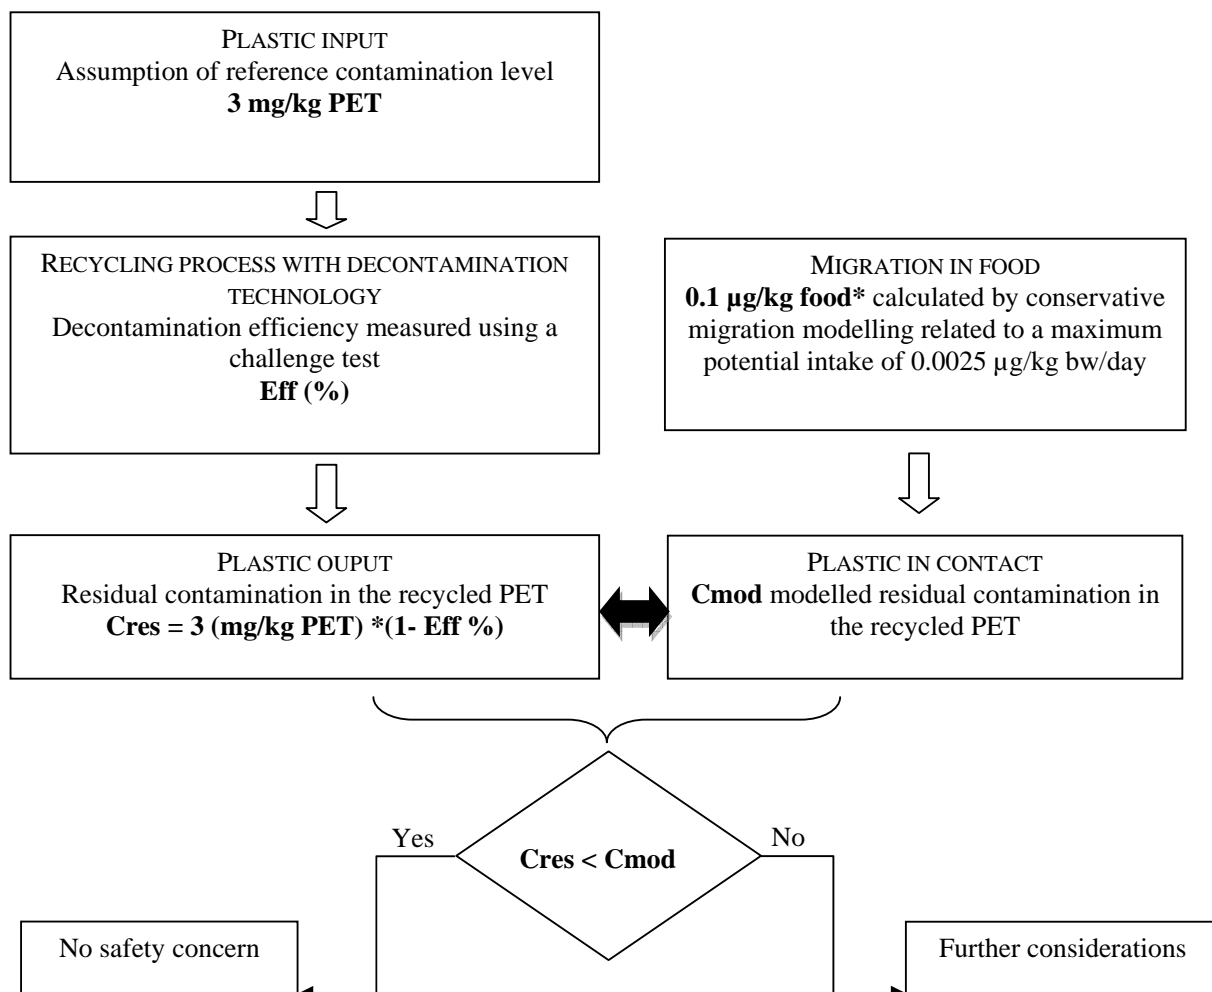 PLASTIC INPUT
Assumption of reference contamination level
3 mg/kg PET
RECYCLING PROCESS WITH DECONTAMINATION
TECHNOLOGY
Decontamination efficiency measured using a
challenge test
Eff (%)
MIGRATION IN FOOD
0.1 µg/kg food* calculated by conservative
migration modelling related to a maximum
potential intake of 0.0025 µg/kg bw/day
PLASTIC OUPUT
Residual contamination in the recycled PET
Cres = 3 (mg/kg PET) *(1- Eff %)
PLASTIC IN CONTACT
Cmod modelled residual contamination in
the recycled PET
Yes
No
Cres < Cmod
No safety concern
Further considerations